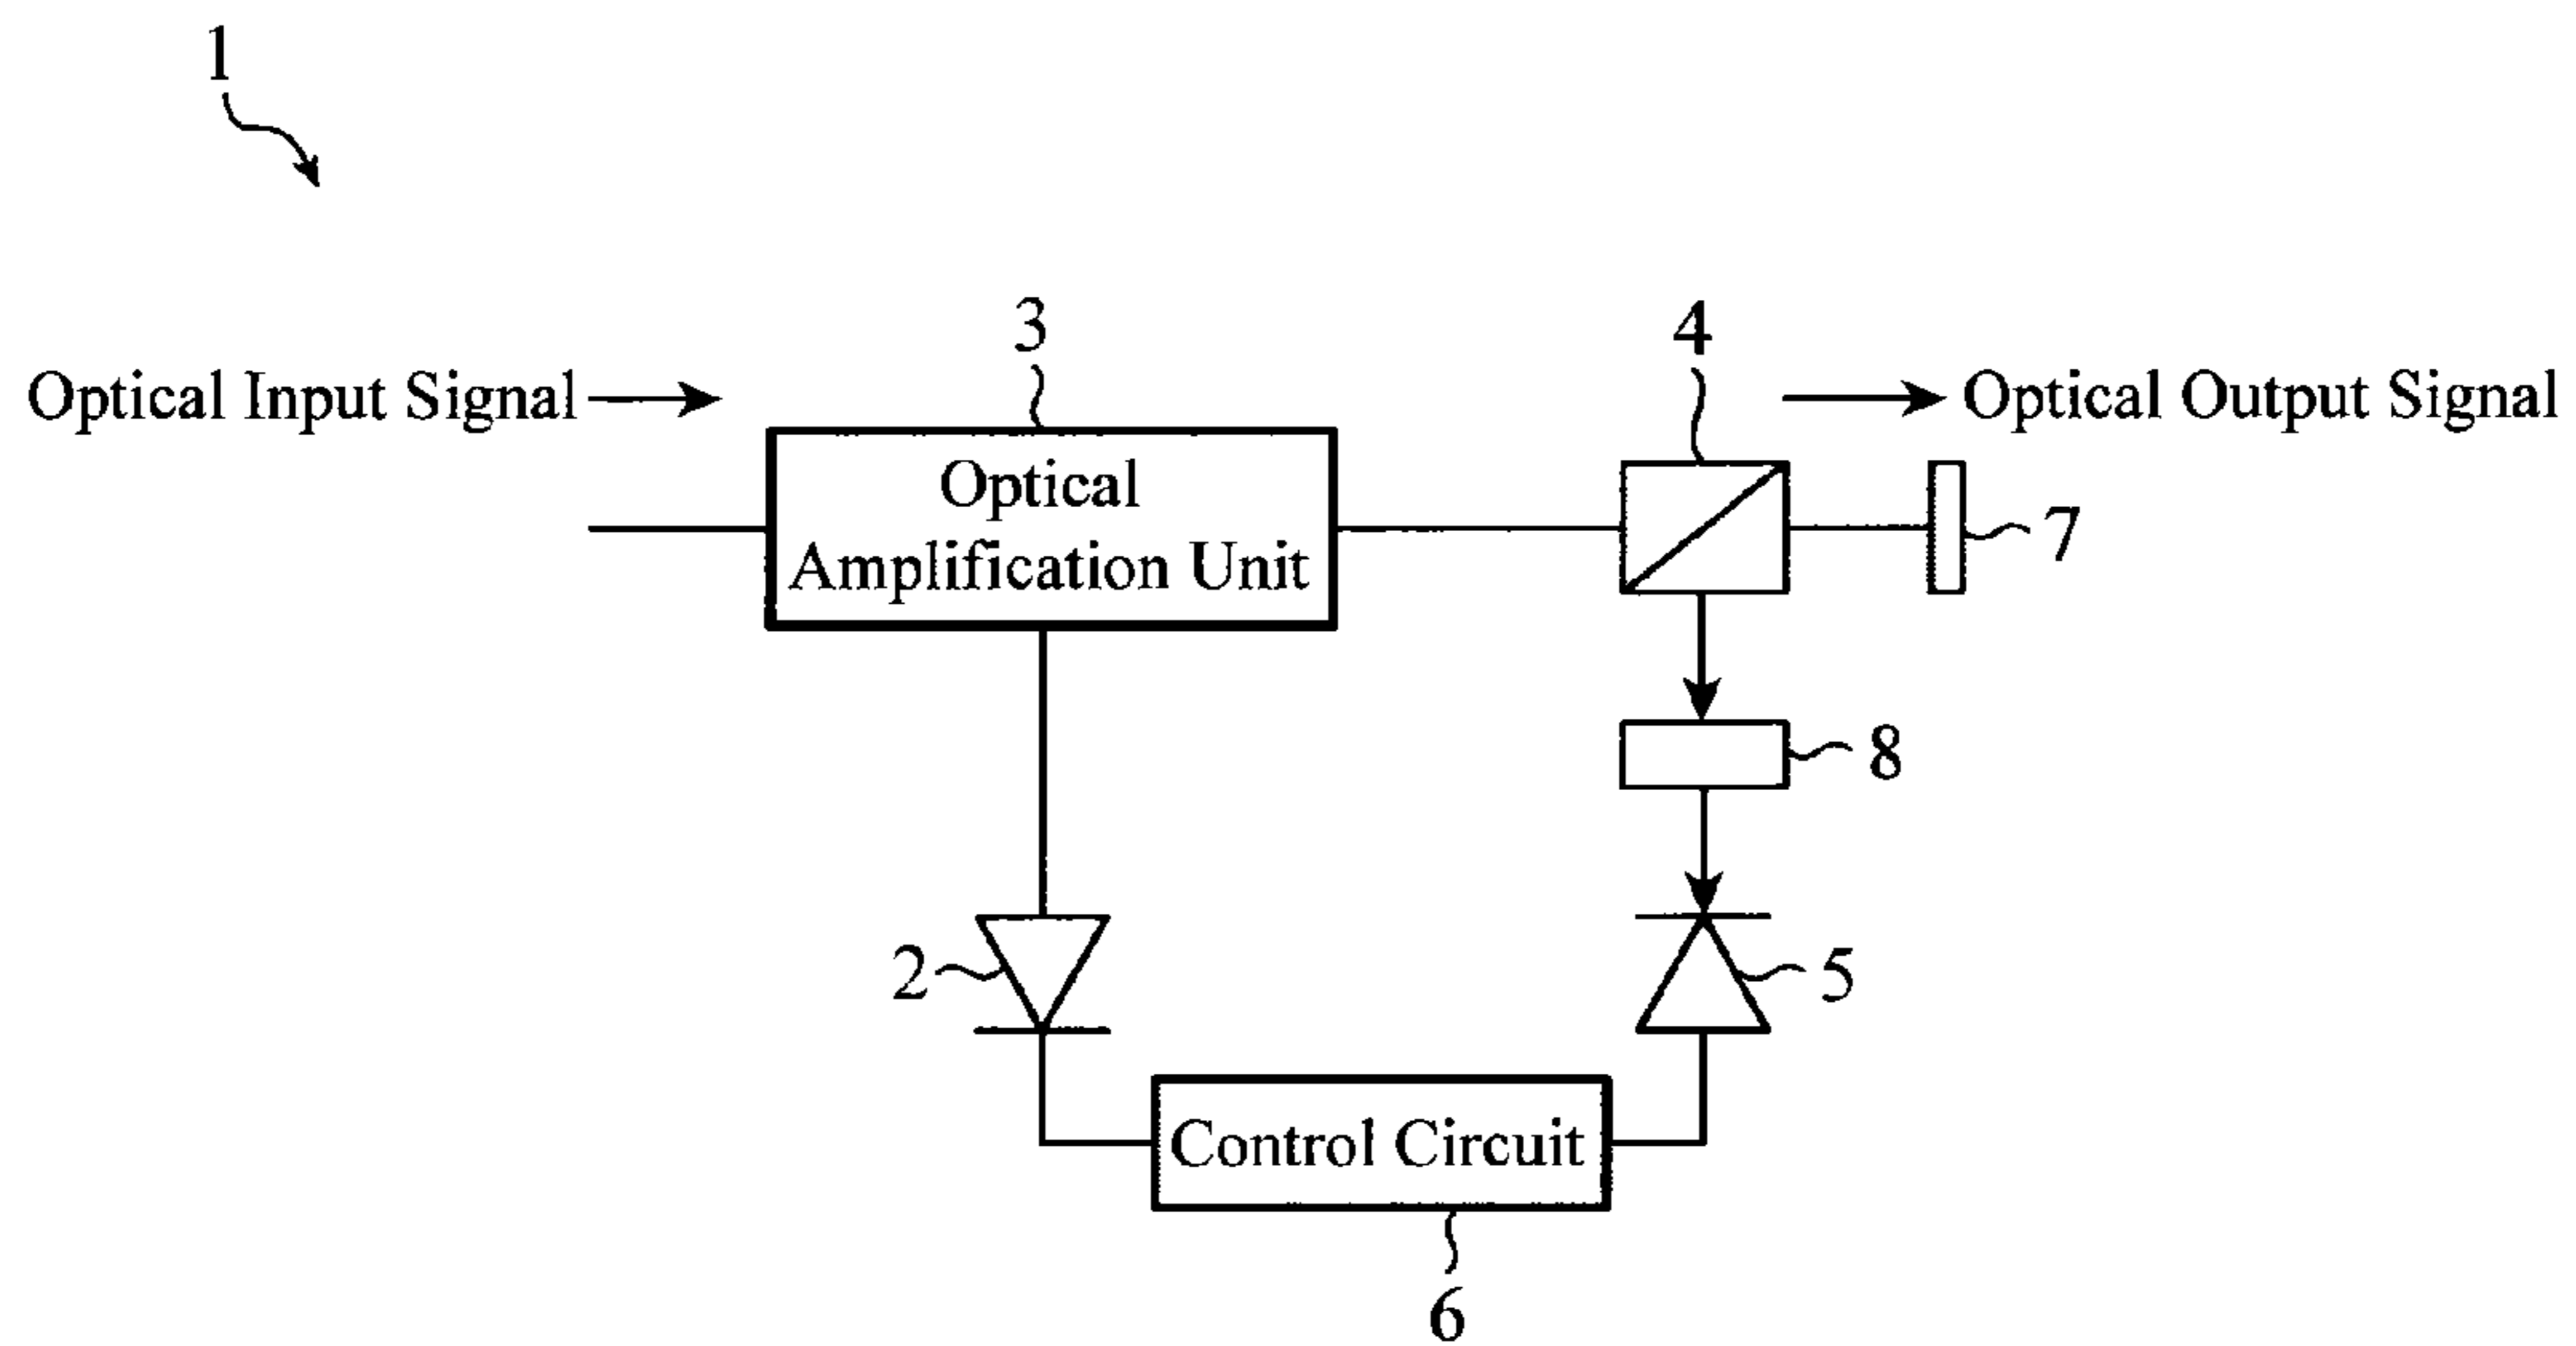 1
3
4
Optical Input Signal
Optical Output Signal
Optical
Amplification Unit
7
8
2
5
Control Circuit
6